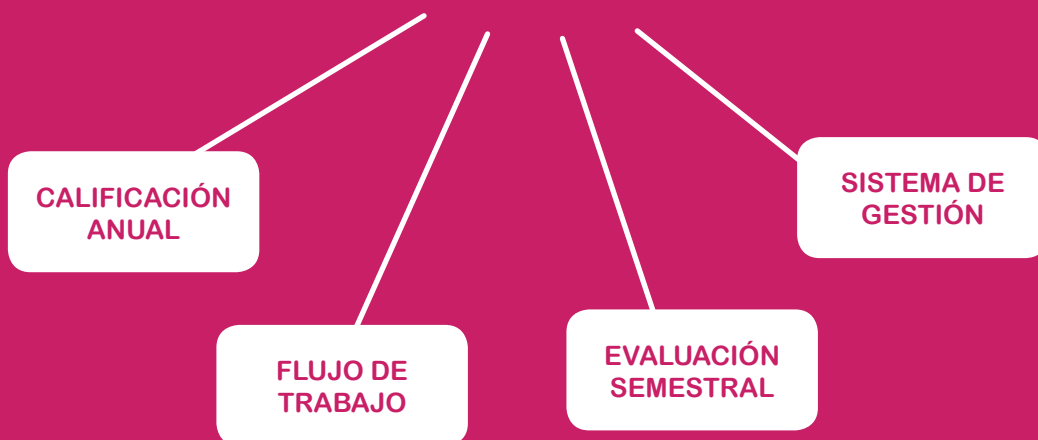 CALIFICACIÓN
ANUAL
SISTEMA DE
GESTIÓN
FLUJO DE
TRABAJO
EVALUACIÓN
SEMESTRAL